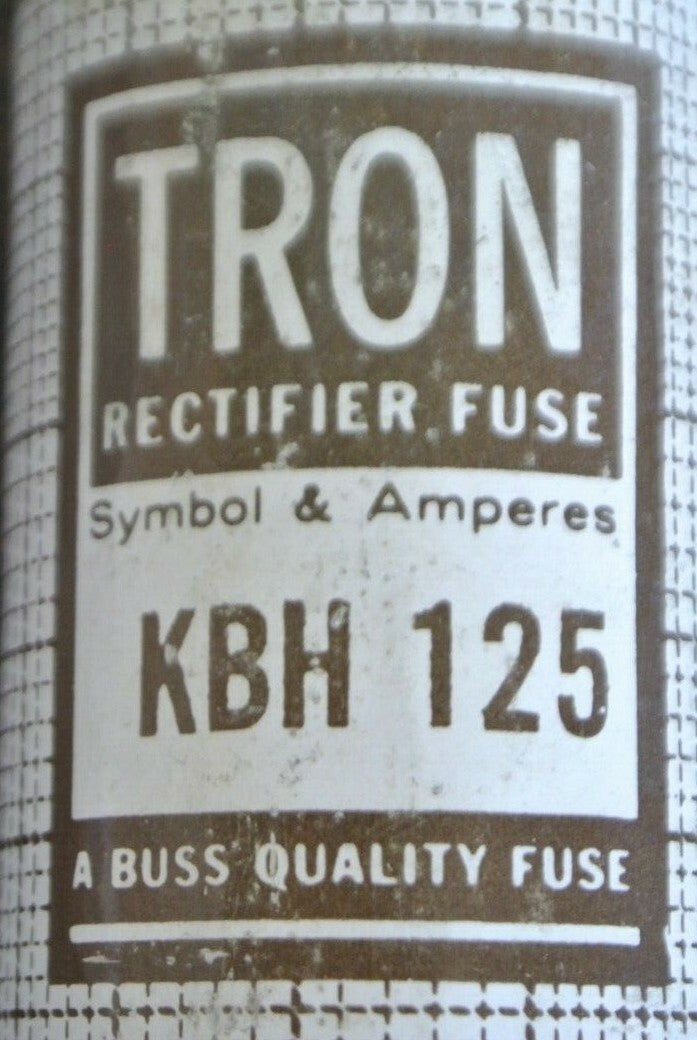 TRON
RECTIFIER FUSE
Symbol & Amperes
KBH 125
A BUSS QUALITY FUSE